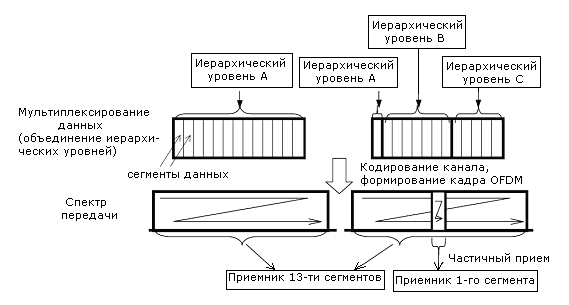 Иерархический
уровень B
Иерархический
уровень A
Иерархический
уровень A
Иерархический
уровень C
Мультиплексирование
данных
(объединение иерархи-
ческих уровней)
сегменты данных
Кодирование канала,
формирование кадра OFDM
Спектр
передачи
Частичный прием
Приемник 13-ти сегментов
Приемник 1-го сегмента